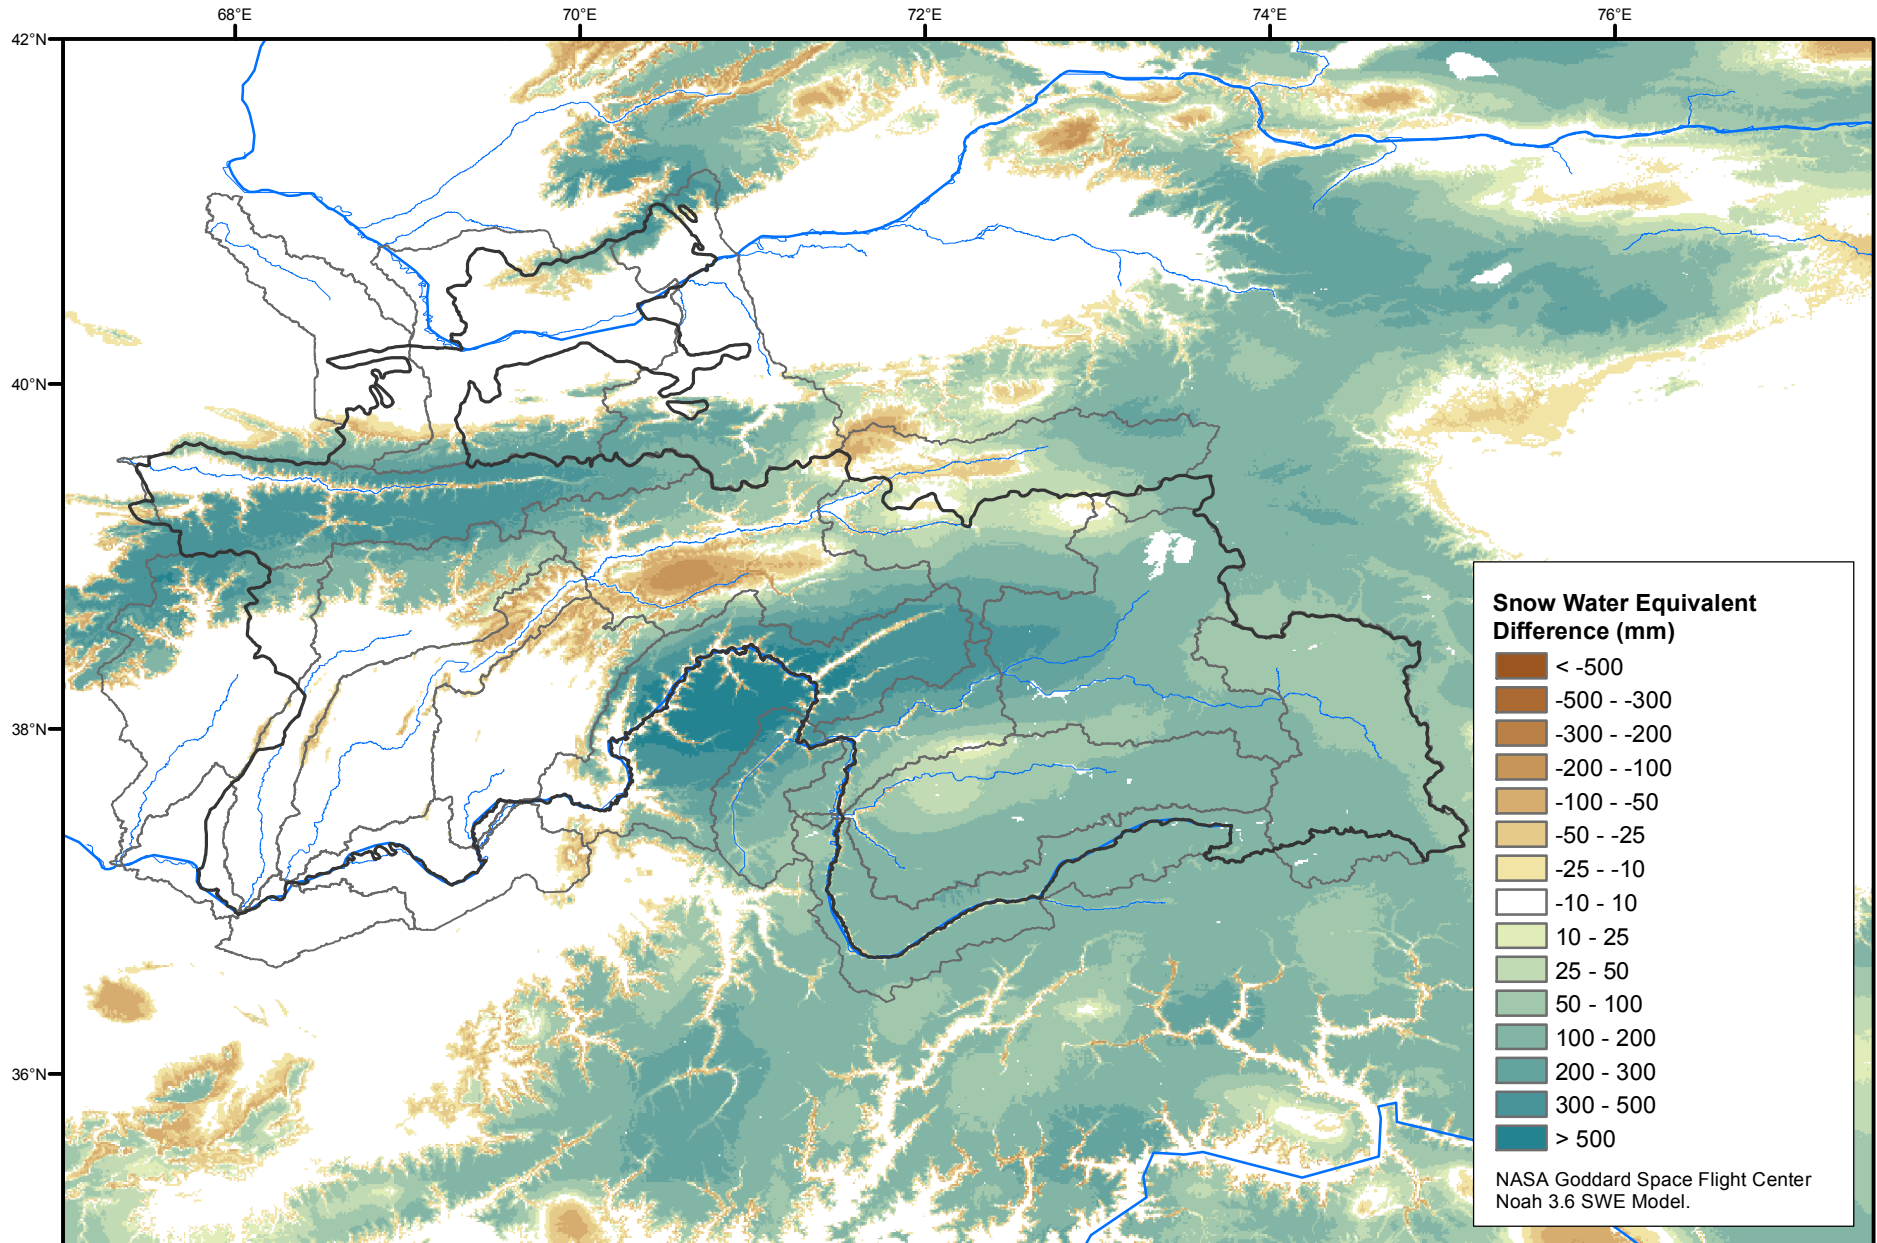 68°E 70°E 72°E 74°E 76°E
42°N
40°N
38°N
36°N
Snow Water Equivalent
Difference (mm)
< -500
-500 - -300
-300 - -200
-200 - -100
-100 - -50
-50 - -25
-25 - -10
-10 - 10
10 - 25
25 - 50
50 - 100
100 - 200
200 - 300
300 - 500
> 500
NASA Goddard Space Flight Center
Noah 3.6 SWE Model.